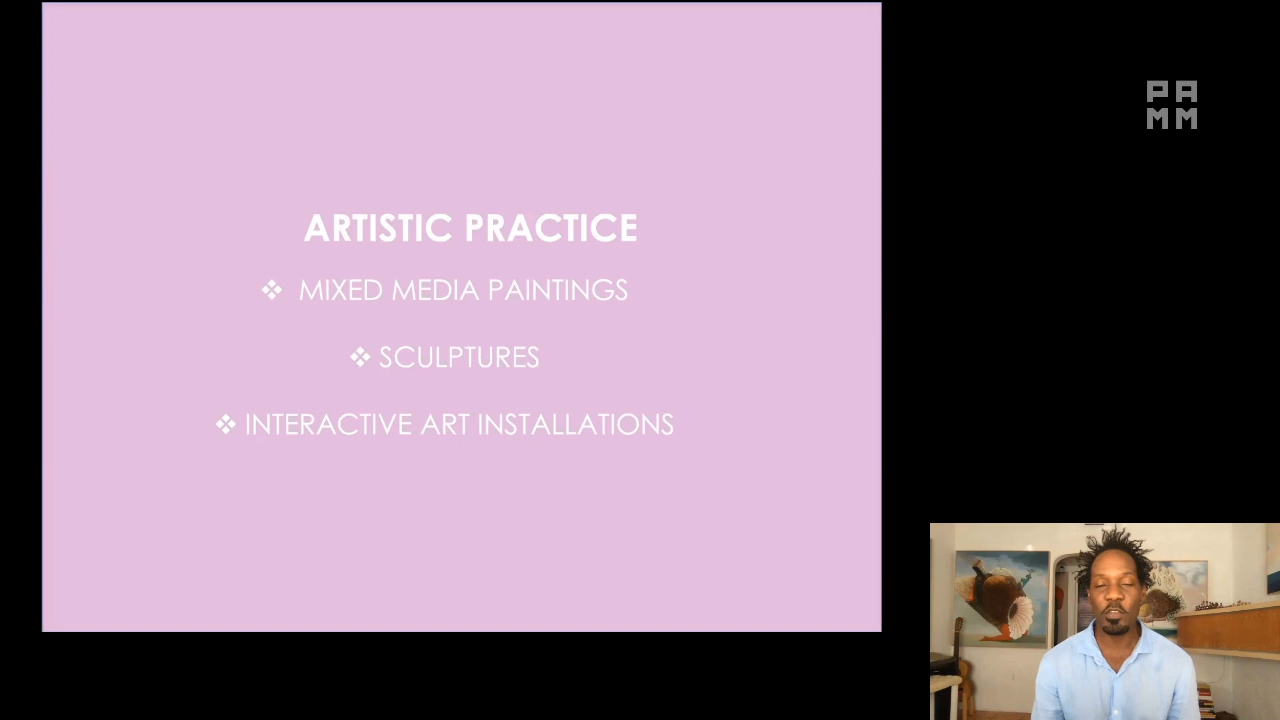 ARTISTIC PRACTICE
❖ MIXED MEDIA PAINTINGS
❖ SCULPTURES
❖ INTERACTIVE ART INSTALLATIONS
PA
MM